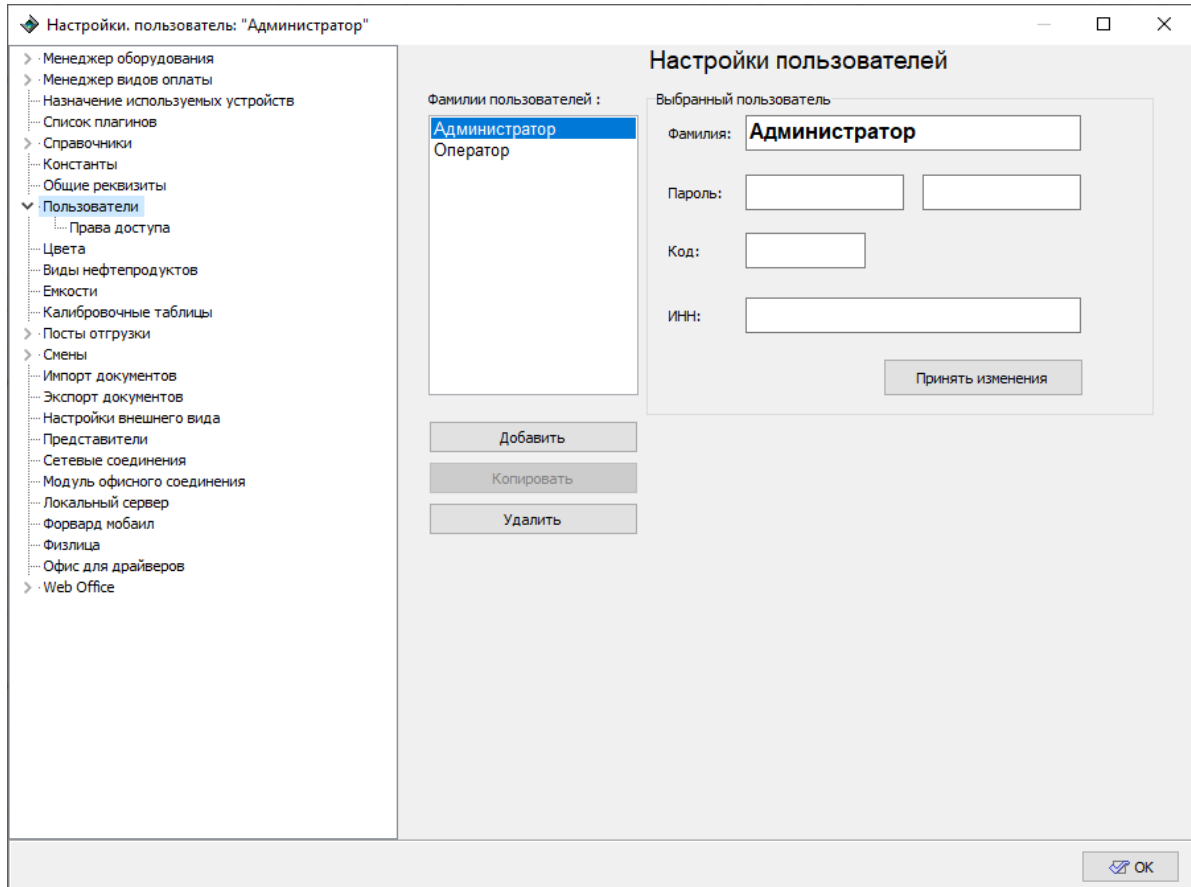 Настройки. пользователь: "Администратор"
Менеджер оборудования
Менеджер видов оплаты
Назначение используемых устройств
Список плагинов
Справочники
Константы
Общие реквизиты
Пользователи
Права доступа
Цвета
Виды нефтепродуктов
Емкости
Калибровочные таблицы
Посты отгрузки
Смены
Импорт документов
Экспорт документов
Настройки внешнего вида
Представители
Сетевые соединения
Модуль офисного соединения
Локальный сервер
Форвард мобаил
Физлица
Офис для драйверов
Web Office
Настройки пользователей
Фамилии пользователей :
Администратор
Оператор
Добавить
Копировать
Удалить
Выбранный пользователь
Фамилия: Администратор
Пароль:
Код:
ИНН:
Принять изменения
OK